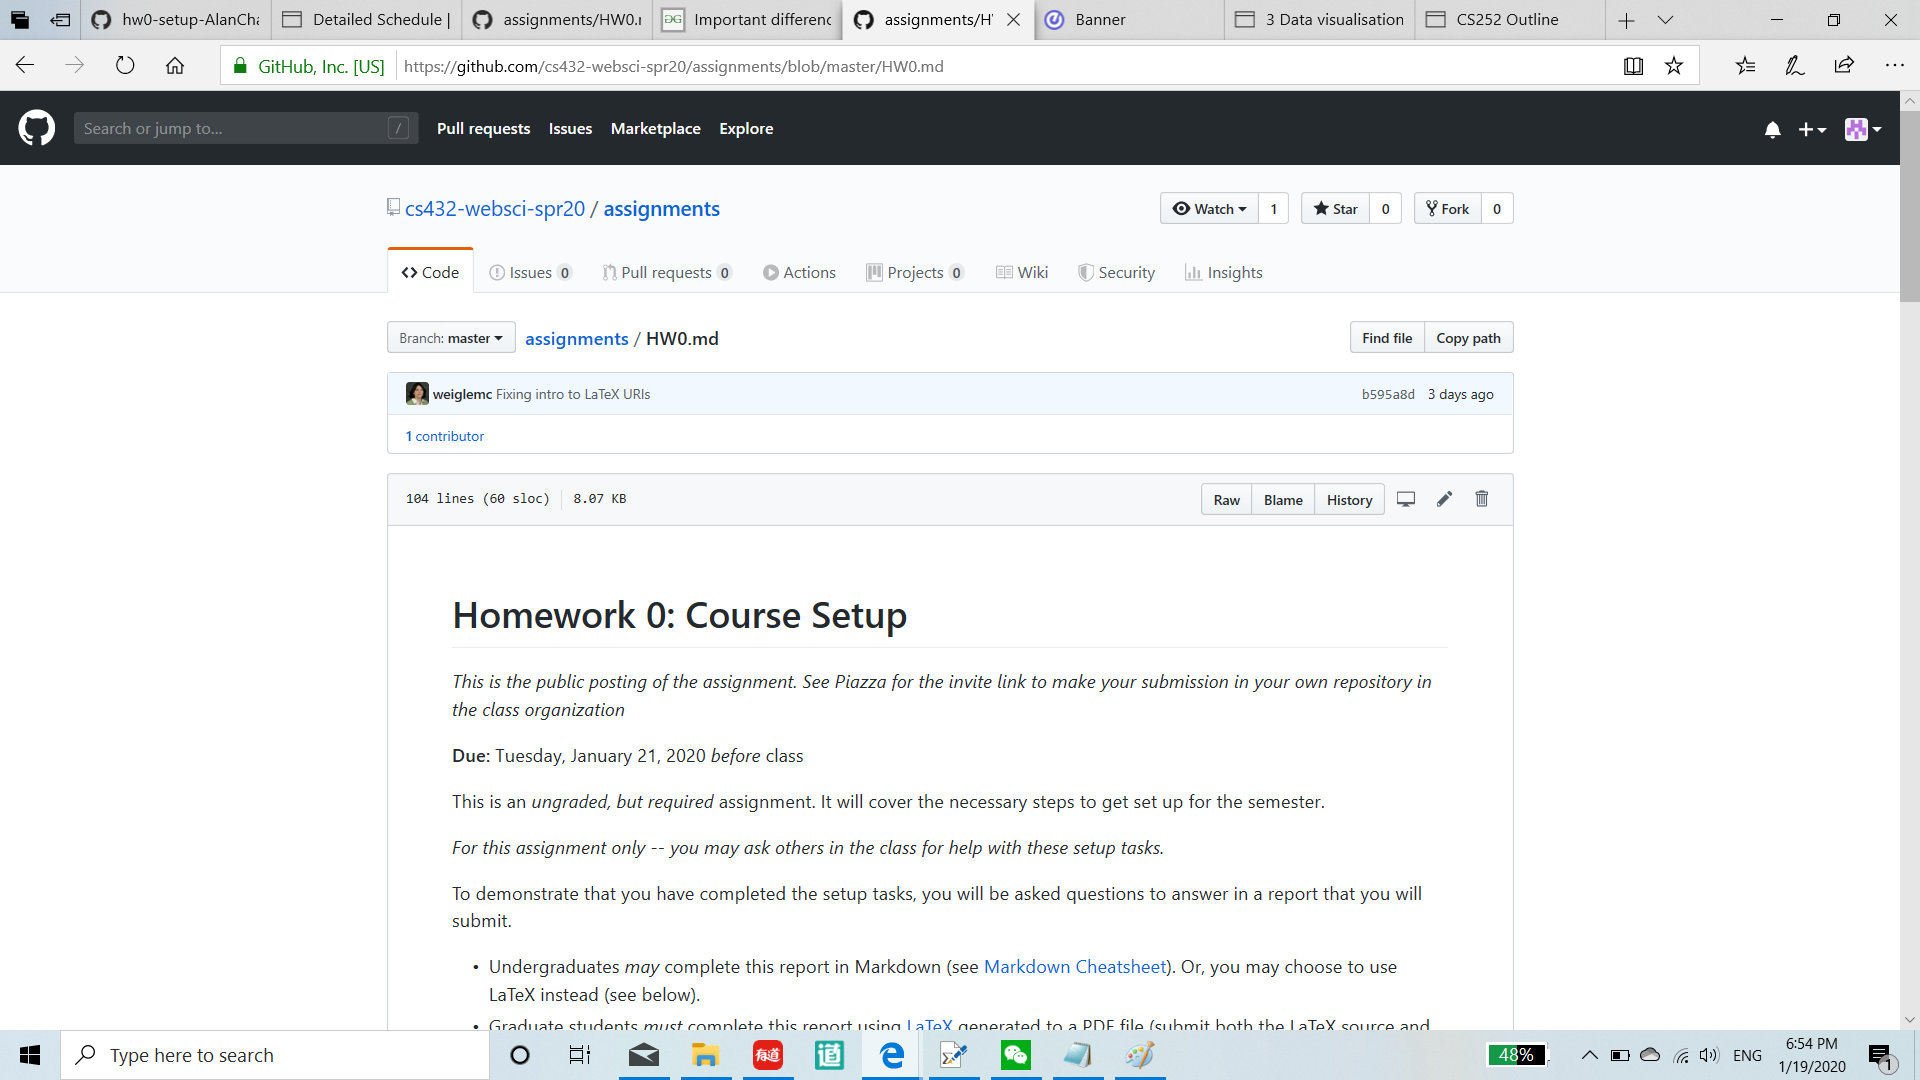 hw0-setup-AlanCha
Detailed Schedule |
assignments/HW0.r
Important differenc
assignments/H
Banner
3 Data visualisation
CS252 Outline
GitHub, Inc. [US]
https://github.com/cs432-websci-spr20/assignments/blob/master/HW0.md
Search or jump to...
/
Pull requests
Issues
Marketplace
Explore
cs432-websci-spr20 / assignments
Watch 1
Star 0
Fork 0
Code
Issues 0
Pull requests 0
Actions
Projects 0
Wiki
Security
Insights
Branch: master
assignments / HW0.md
Find file
Copy path
weiglemc Fixing intro to LaTeX URIs
b595a8d 3 days ago
1 contributor
104 lines (60 sloc) 8.07 KB
Raw
Blame
History
Homework 0: Course Setup
This is the public posting of the assignment. See Piazza for the invite link to make your submission in your own repository in
the class organization
Due: Tuesday, January 21, 2020 before class
This is an ungraded, but required assignment. It will cover the necessary steps to get set up for the semester.
For this assignment only -- you may ask others in the class for help with these setup tasks.
To demonstrate that you have completed the setup tasks, you will be asked questions to answer in a report that you will
submit.
• Undergraduates may complete this report in Markdown (see Markdown Cheatsheet). Or, you may choose to use
LaTeX instead (see below).
• Graduate students must complete this report using LaTeX generated to a PDF file (submit both the LaTeX source and
Type here to search
有道
道
48%
ENG
6:54 PM
1/19/2020
1